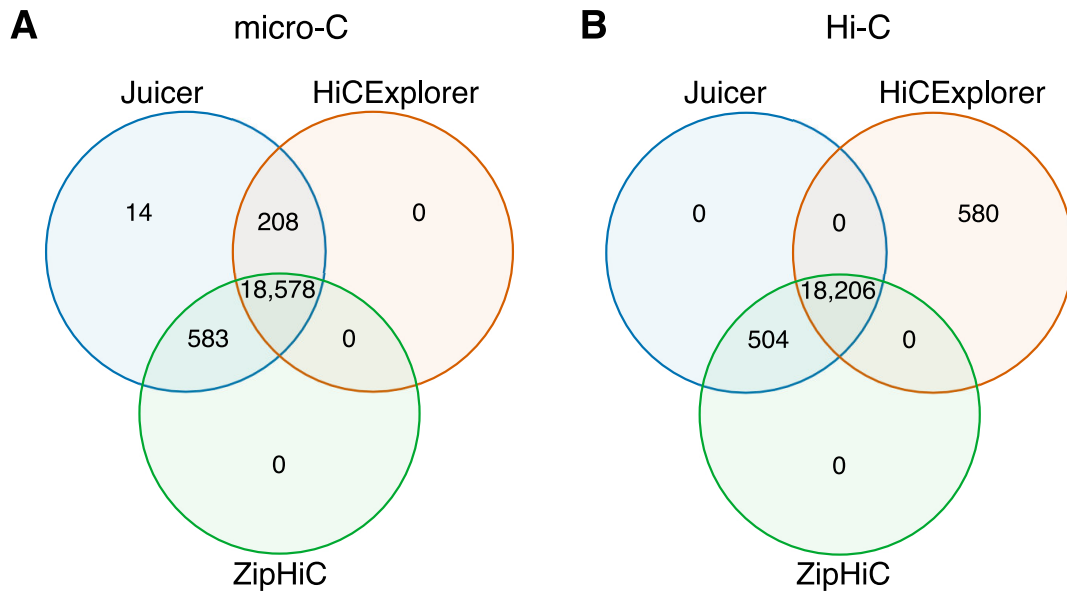 A
micro-C
Juicer
HiCExplorer
14
208
0
18,578
583
0
0
ZipHiC
B
Hi-C
Juicer
HiCExplorer
0
0
580
18,206
504
0
0
ZipHiC